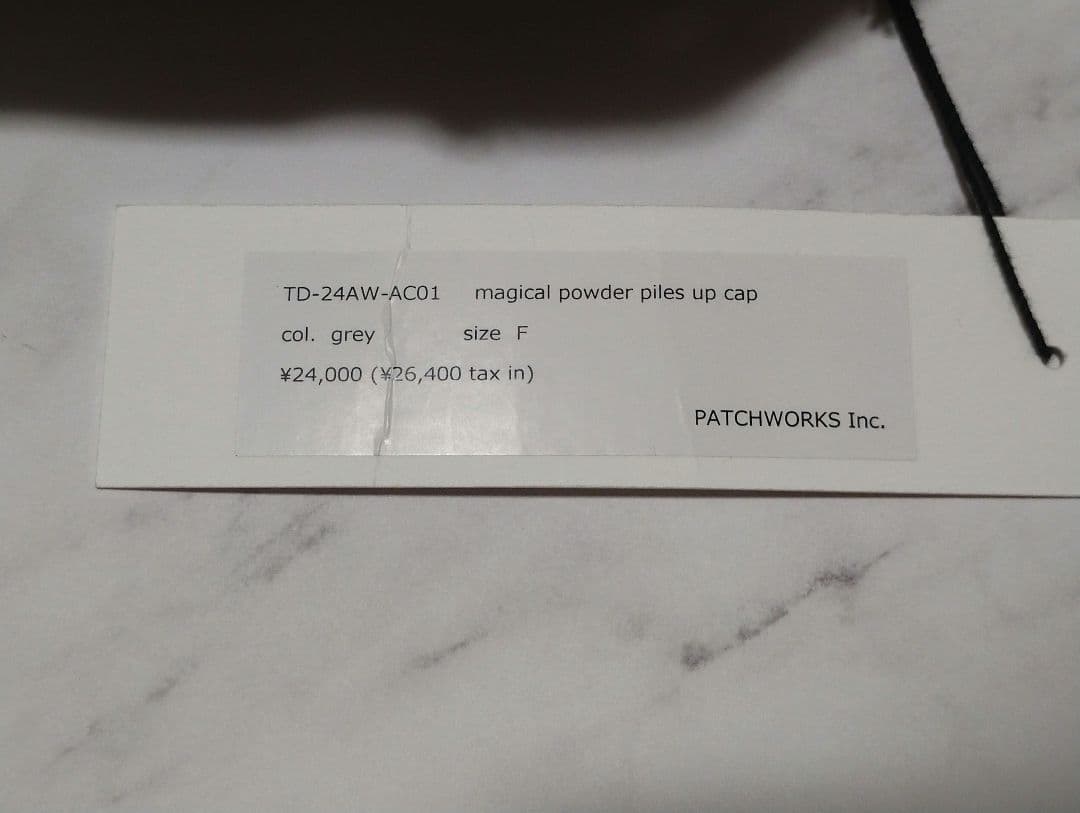 TD-24AW-AC01 magical powder piles up cap
col. grey size F
¥24,000 (¥26,400 tax in)
PATCHWORKS Inc.